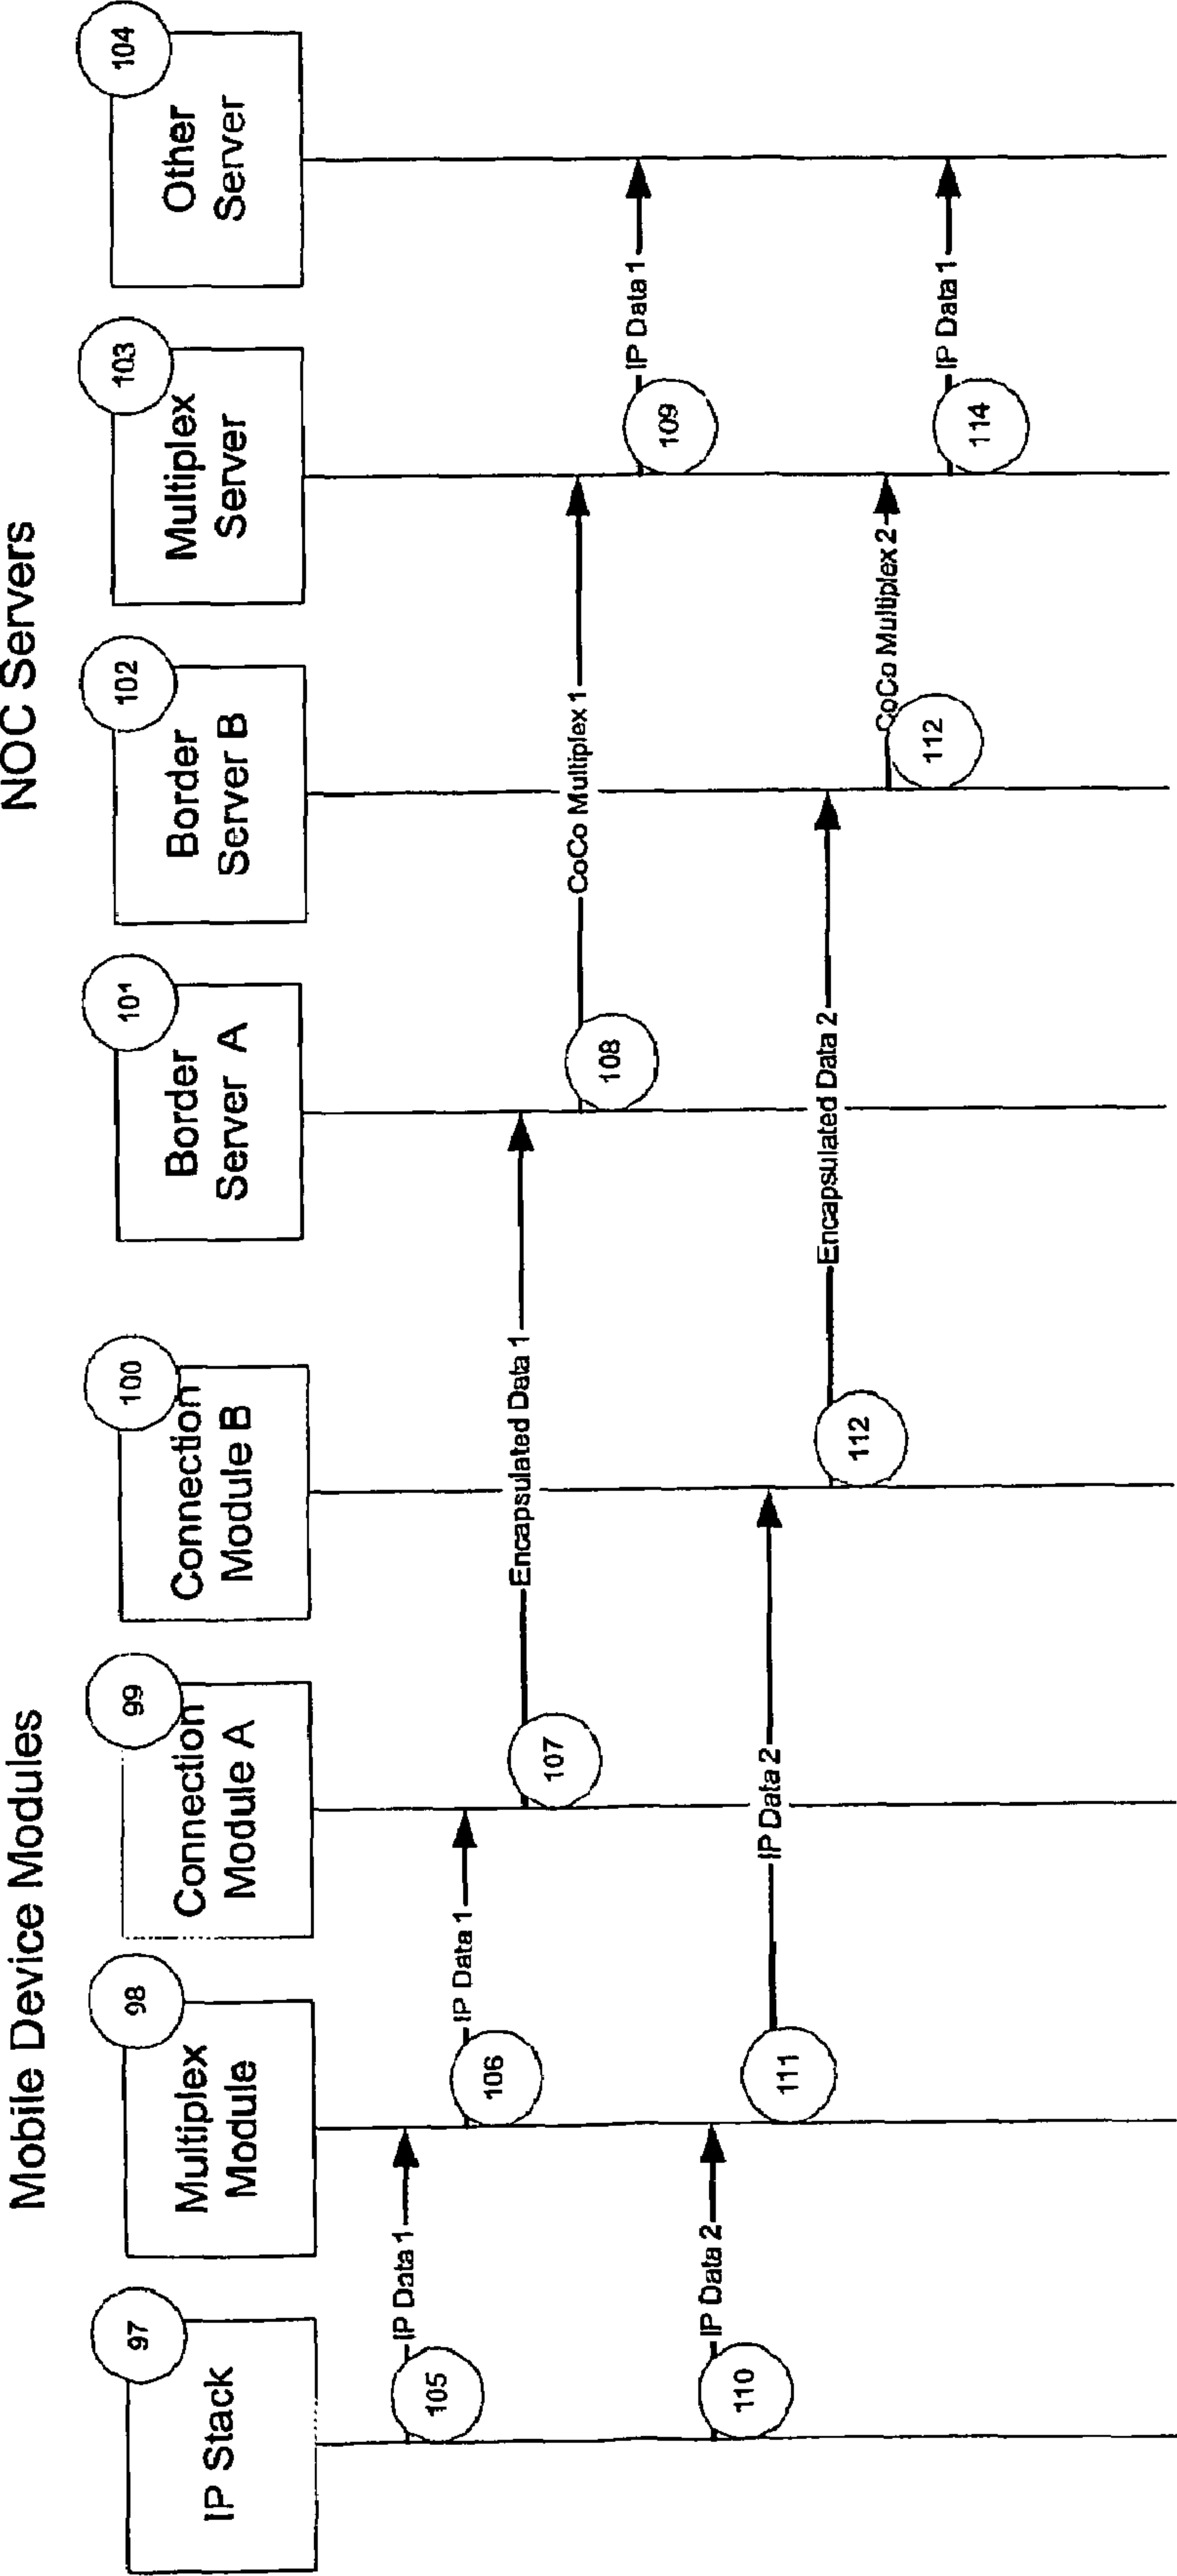 Mobile Device Modules
NOC Servers
97
IP Stack
98
Multiplex
Module
99
Connection
Module A
100
Connection
Module B
101
Border
Server A
102
Border
Server B
103
Multiplex
Server
104
Other
Server
105
IP Data 1
106
IP Data 1
107
Encapsulated Data 1
108
CoCo Multiplex 1
109
IP Data 1
110
IP Data 2
111
IP Data 2
112
Encapsulated Data 2
112
CoCo Multiplex 2
114
IP Data 1